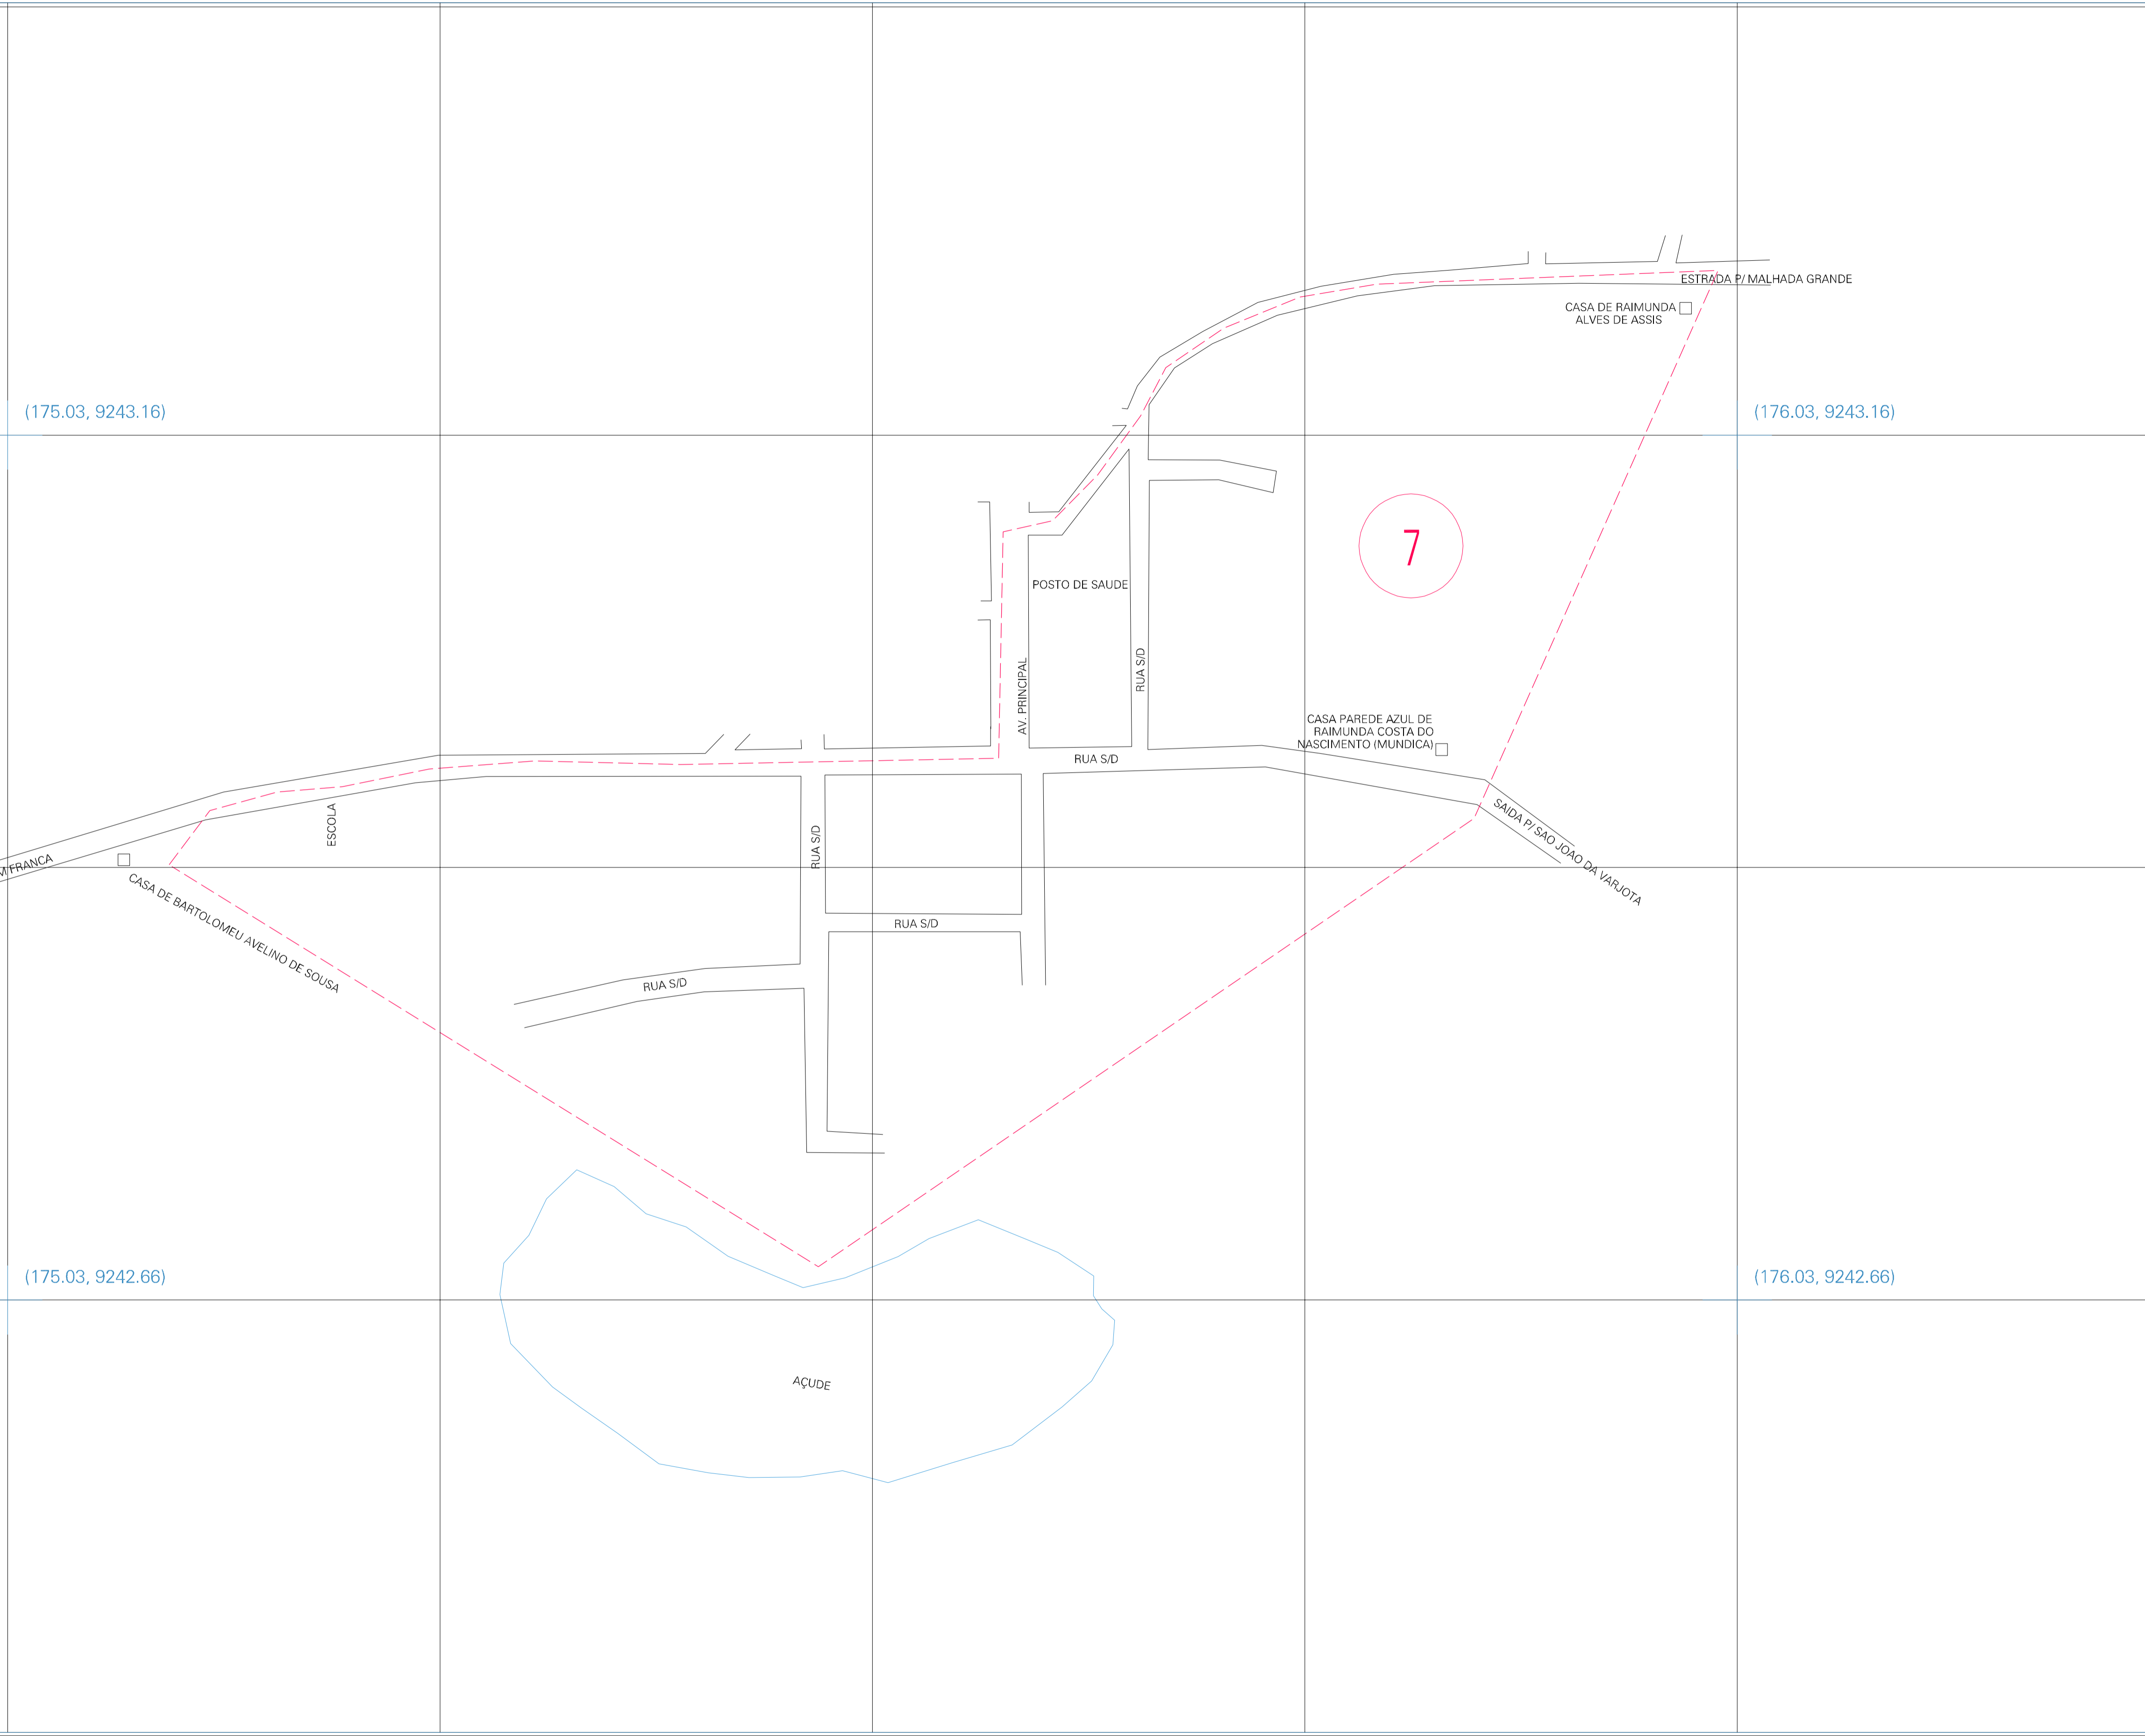 ESTRADA P/ MALHADA GRANDE
CASA DE RAIMUNDA
ALVES DE ASSIS
(175.03, 9243.16)
(176.03, 9243.16)
7
POSTO DE SAUDE
AV. PRINCIPAL
RUA S/D
CASA PAREDE AZUL DE
RAIMUNDA COSTA DO
NASCIMENTO (MUNDICA)
RUA S/D
ESCOLA
RUA S/D
SAIDA P/ SAO JOAO DA VARJOTA
FRANCA
CASA DE BARTOLOMEU AVELINO DE SOUSA
RUA S/D
RUA S/D
(175.03, 9242.66)
(176.03, 9242.66)
AÇUDE